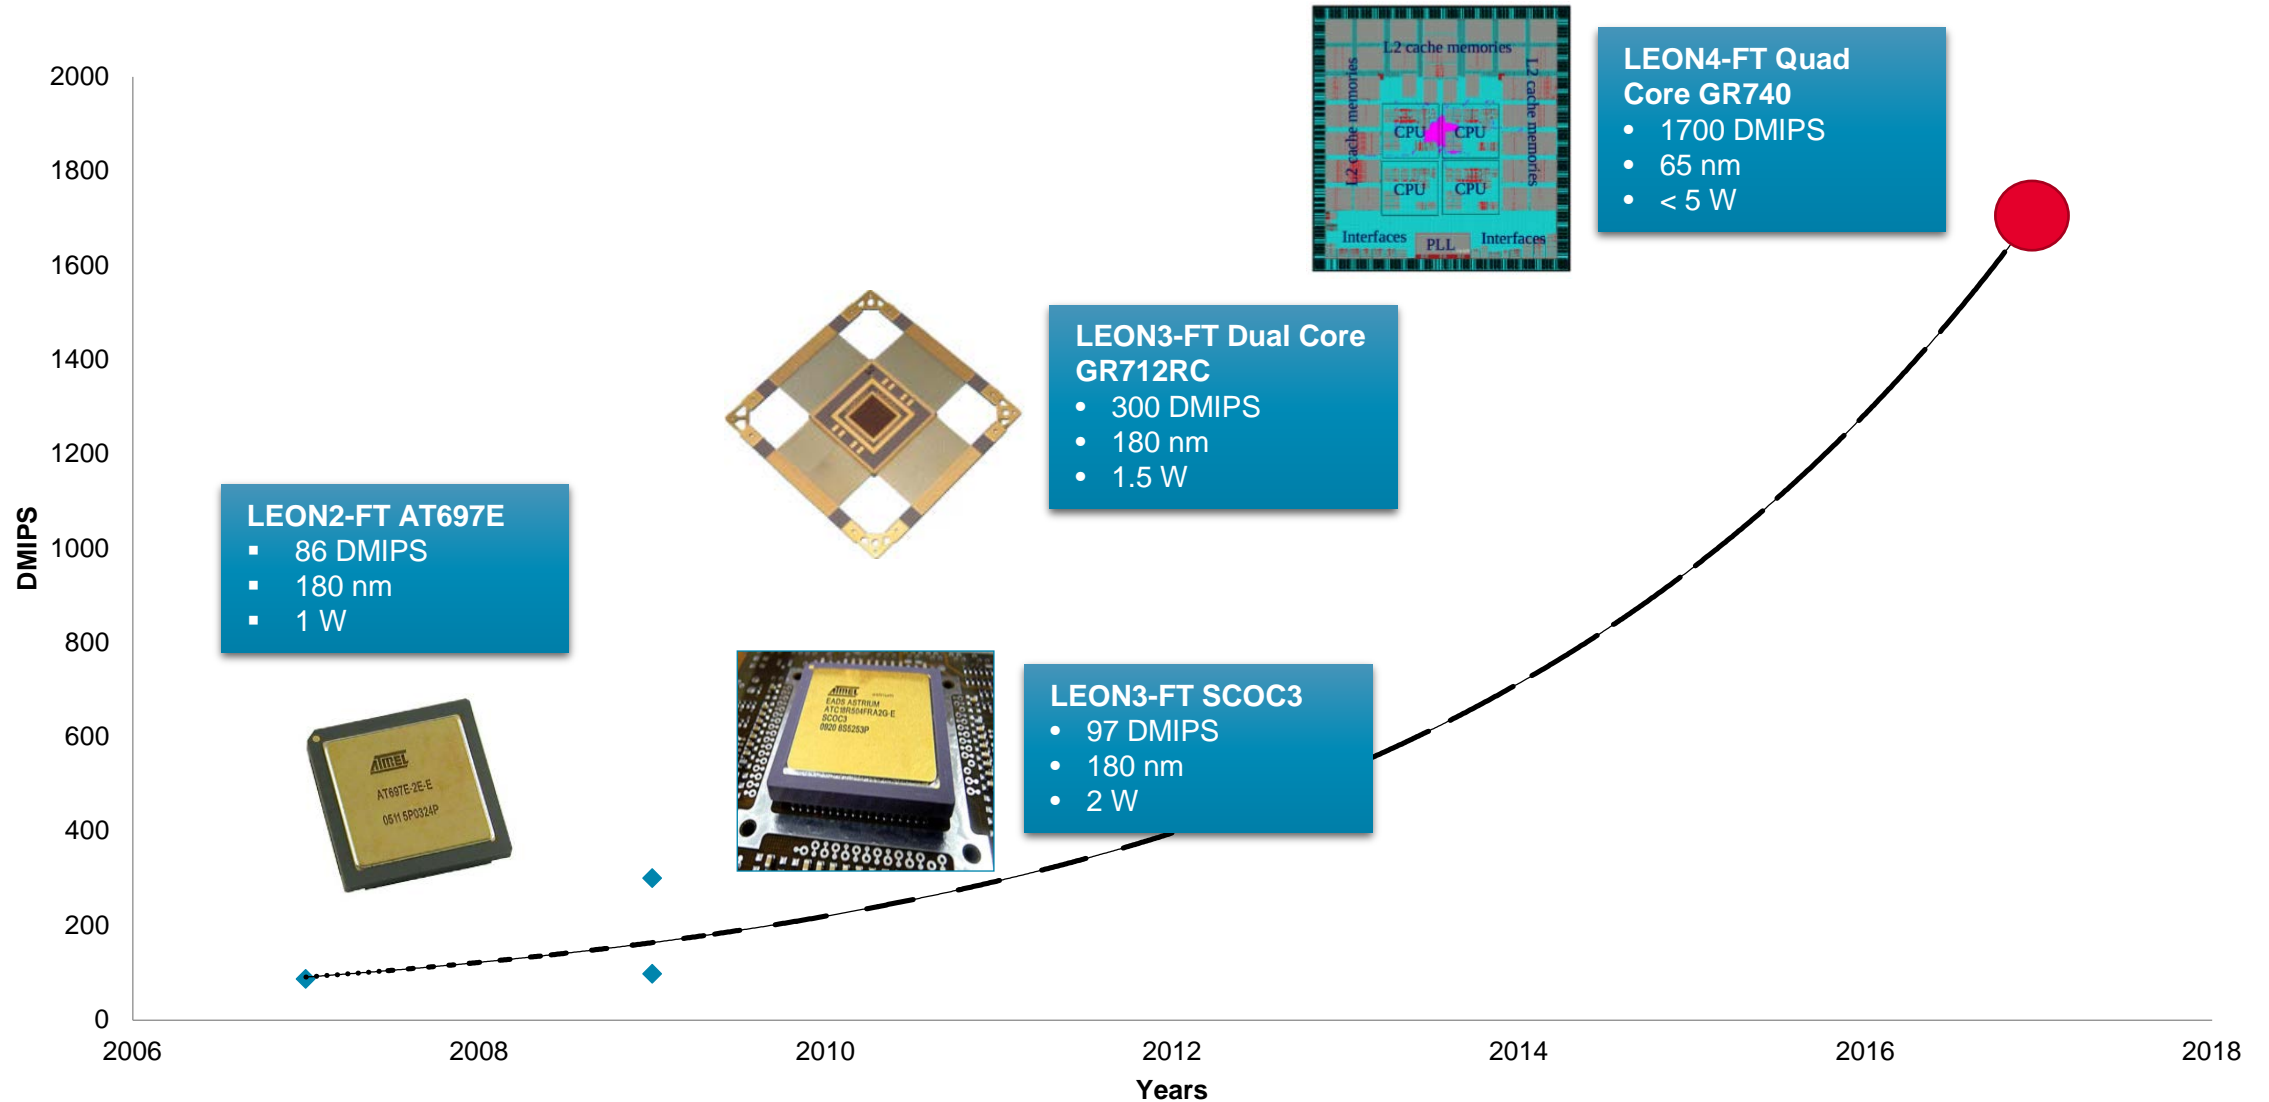 2000
1800
1600
1400
1200
1000
800
600
400
200
0
DMIPS
2006
2008
2010
2012
2014
2016
2018
Years
LEON2-FT AT697E
▪ 86 DMIPS
▪ 180 nm
▪ 1 W
ATMEL
AT697E-2E-E
0511 5P0324P
LEON3-FT Dual Core
GR712RC
• 300 DMIPS
• 180 nm
• 1.5 W
ATMEL astrium
EADS ASTRIUM
ATC18RS04FRA2G-E
SCOC3
0920 8S5253P
LEON3-FT SCOC3
• 97 DMIPS
• 180 nm
• 2 W
L2 cache memories
L2 cache memories
L2 cache memories
CPU CPU
CPU CPU
Interfaces PLL Interfaces
LEON4-FT Quad
Core GR740
• 1700 DMIPS
• 65 nm
• < 5 W